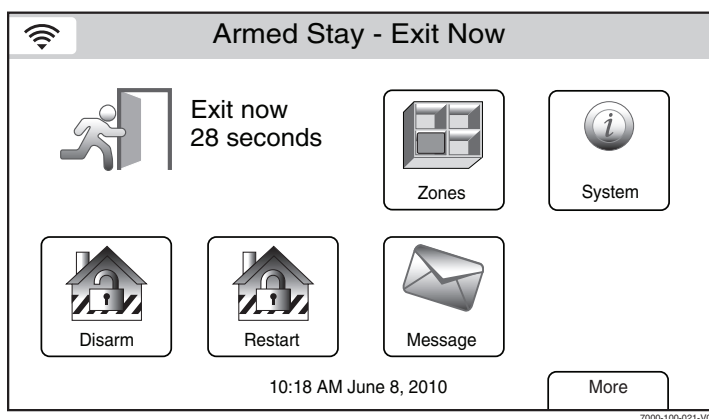 Armed Stay - Exit Now
Exit now
28 seconds
Zones
System
Disarm
Restart
Message
10:18 AM June 8, 2010
More